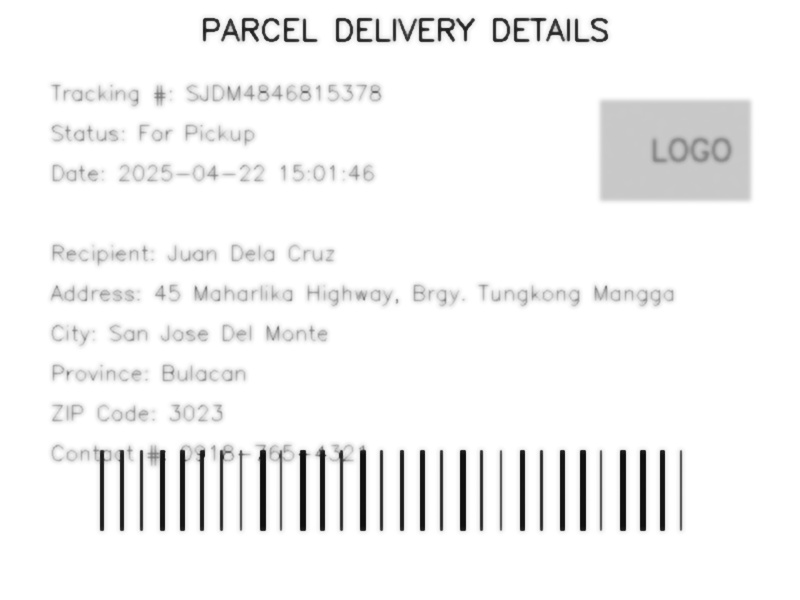 PARCEL DELIVERY DETAILS
Tracking #: SJDM4846815378
Status: For Pickup
Date: 2025-04-22 15:01:46
LOGO
Recipient: Juan Dela Cruz
Address: 45 Maharlika Highway, Brgy. Tungkong Mangga
City: San Jose Del Monte
Province: Bulacan
ZIP Code: 3023
Contact #: 0918-765-4321